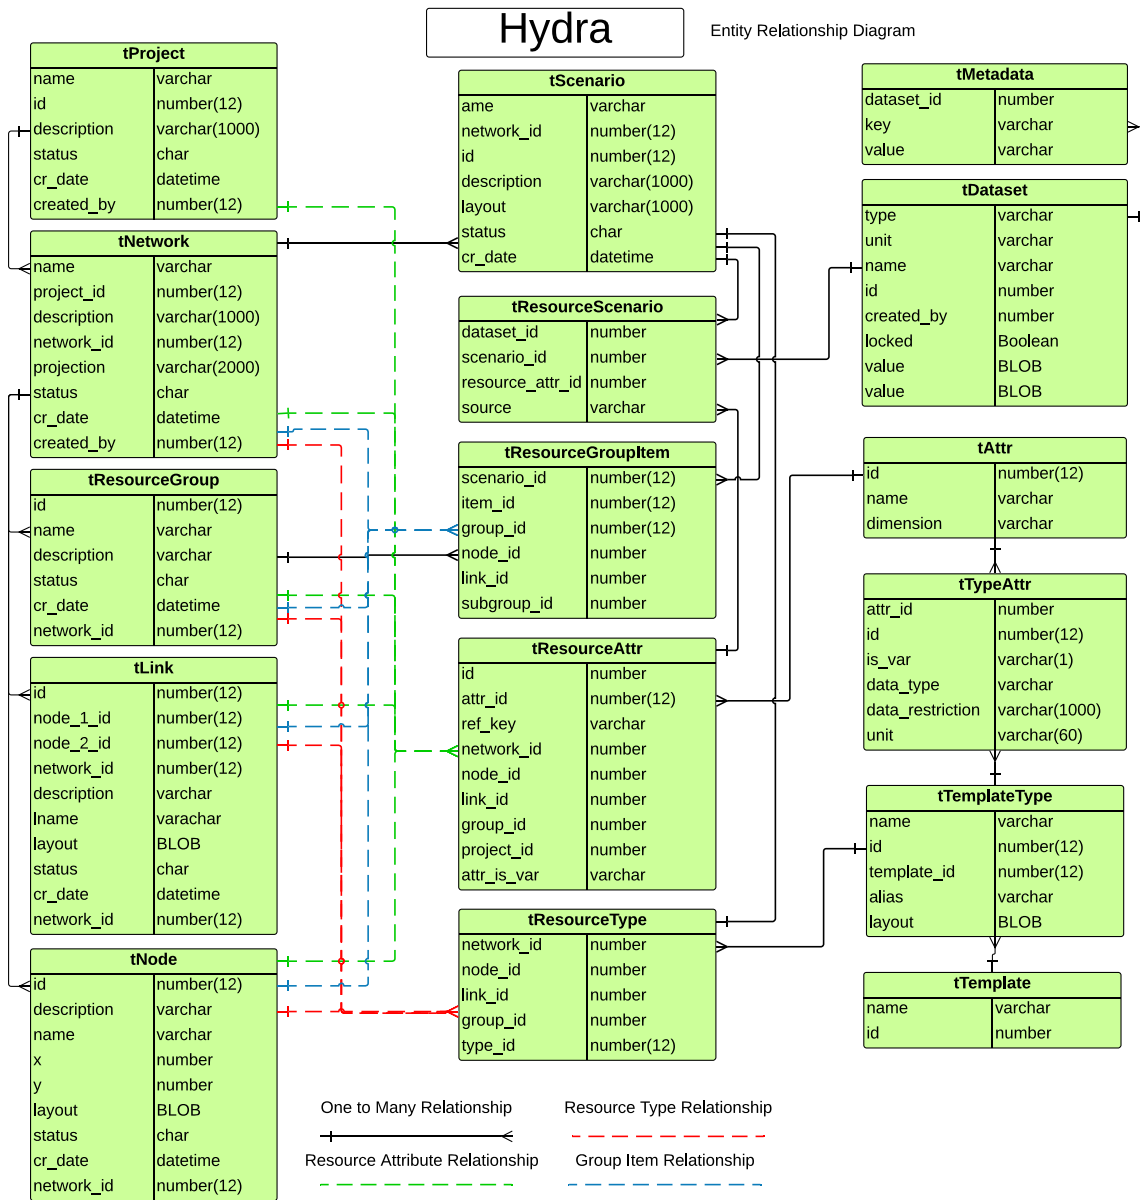 Hydra
Entity Relationship Diagram
tProject
name varchar
id number(12)
description varchar(1000)
status char
cr_date datetime
created_by number(12)
tNetwork
name varchar
project_id number(12)
description varchar(1000)
network_id number(12)
projection varchar(2000)
status char
cr_date datetime
created_by number(12)
tResourceGroup
id number(12)
name varchar
description varchar
status char
cr_date datetime
network_id number(12)
tLink
id number(12)
node_1_id number(12)
node_2_id number(12)
network_id number(12)
description varchar
lname varachar
layout BLOB
status char
cr_date datetime
network_id number(12)
tNode
id number(12)
description varchar
name varchar
x number
y number
layout BLOB
status char
cr_date datetime
network_id number(12)
tScenario
ame varchar
network_id number(12)
id number(12)
description varchar(1000)
layout varchar(1000)
status char
cr_date datetime
tResourceScenario
dataset_id number
scenario_id number
resource_attr_id number
source varchar
tResourceGroupItem
scenario_id number(12)
item_id number(12)
group_id number(12)
node_id number
link_id number
subgroup_id number
tResourceAttr
id number
attr_id number(12)
ref_key varchar
network_id number
node_id number
link_id number
group_id number
project_id number
attr_is_var varchar
tResourceType
network_id number
node_id number
link_id number
group_id number
type_id number(12)
tMetadata
dataset_id number
key varchar
value varchar
tDataset
type varchar
unit varchar
name varchar
id number
created_by number
locked Boolean
value BLOB
value BLOB
tAttr
id number(12)
name varchar
dimension varchar
tTypeAttr
attr_id number
id number(12)
is_var varchar(1)
data_type varchar
data_restriction varchar(1000)
unit varchar(60)
tTemplateType
name varchar
id number(12)
template_id number(12)
alias varchar
layout BLOB
tTemplate
name varchar
id number
One to Many Relationship
Resource Type Relationship
Resource Attribute Relationship
Group Item Relationship